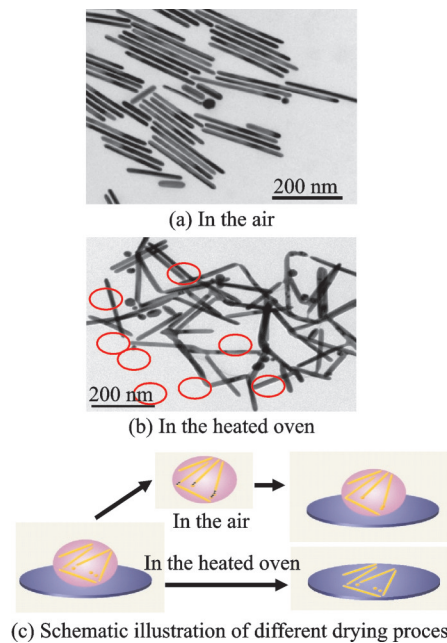 200 nm
(a) In the air
200 nm
(b) In the heated oven
In the air
In the heated oven
(c) Schematic illustration of different drying proces